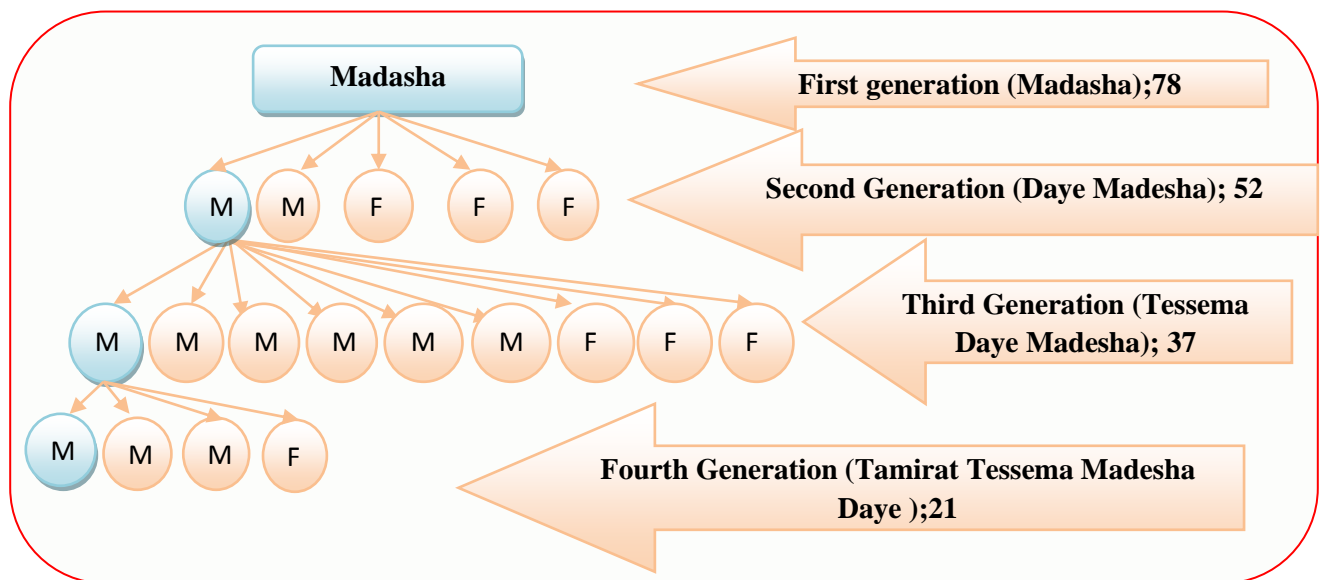 Madasha
First generation (Madasha);78
M M F F F
Second Generation (Daye Madesha); 52
M M M M M M F F F
Third Generation (Tessema
Daye Madesha); 37
M M M F
Fourth Generation (Tamirat Tessema Madesha
Daye );21